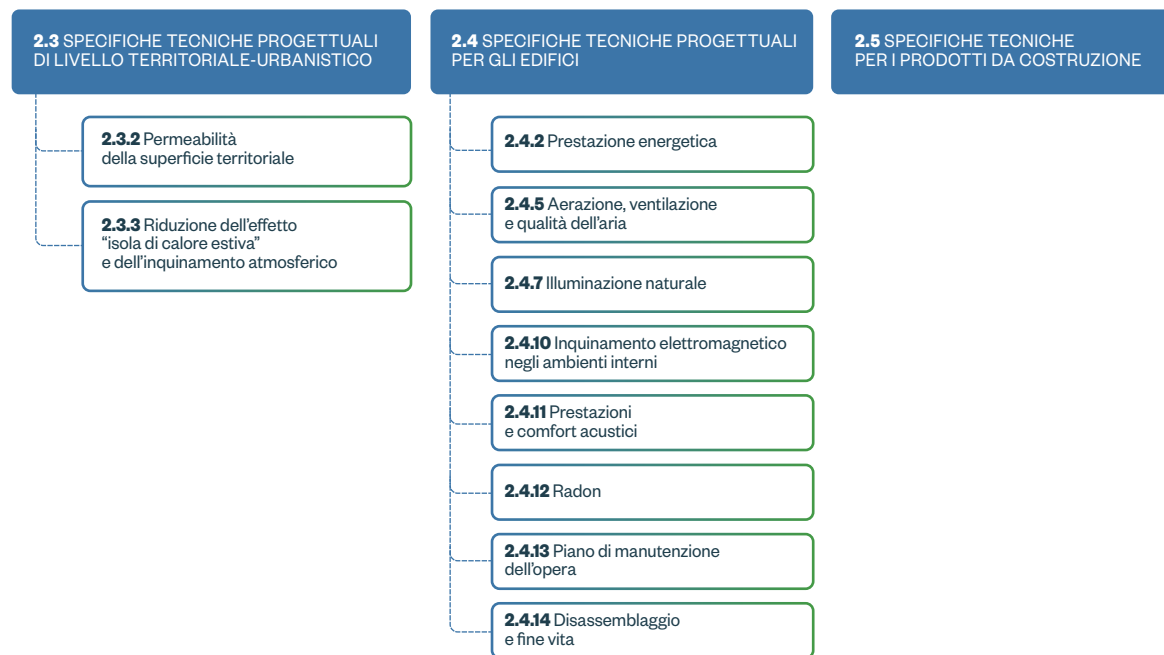 2.3 SPECIFICHE TECNICHE PROGETTUALI
DI LIVELLO TERRITORIALE-URBANISTICO
2.3.2 Permeabilità
della superficie territoriale
2.3.3 Riduzione dell’effetto
“isola di calore estiva”
e dell’inquinamento atmosferico
2.4 SPECIFICHE TECNICHE PROGETTUALI
PER GLI EDIFICI
2.4.2 Prestazione energetica
2.4.5 Aerazione, ventilazione
e qualità dell’aria
2.4.7 Illuminazione naturale
2.4.10 Inquinamento elettromagnetico
negli ambienti interni
2.4.11 Prestazioni
e comfort acustici
2.4.12 Radon
2.4.13 Piano di manutenzione
dell’opera
2.4.14 Disassemblaggio
e fine vita
2.5 SPECIFICHE TECNICHE
PER I PRODOTTI DA COSTRUZIONE